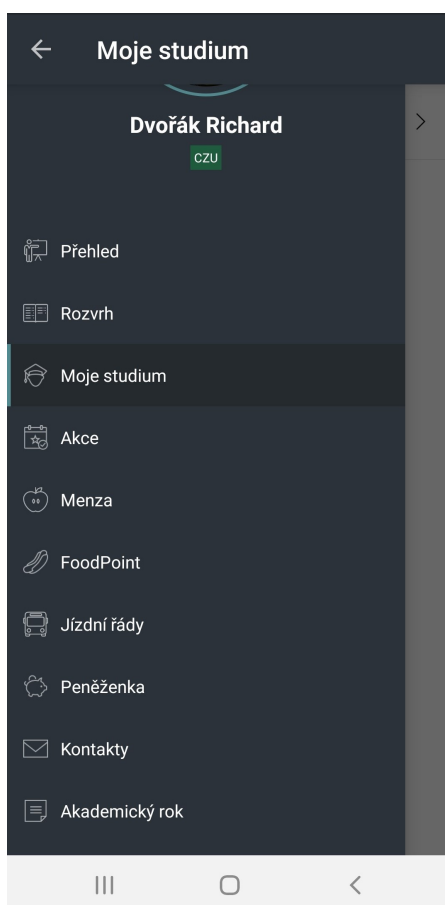 Moje studium
Dvořák Richard
CZU
Přehled
Rozvrh
Moje studium
Akce
Menza
FoodPoint
Jízdní řády
Peněženka
Kontakty
Akademický rok